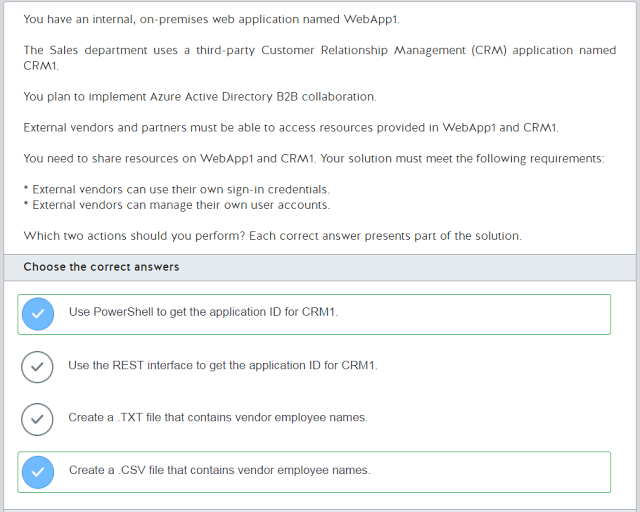 You have an internal, on-premises web application named WebApp1.
The Sales department uses a third-party Customer Relationship Management (CRM) application named
CRM1.
You plan to implement Azure Active Directory B2B collaboration.
External vendors and partners must be able to access resources provided in WebApp1 and CRM1.
You need to share resources on WebApp1 and CRM1. Your solution must meet the following requirements:
* External vendors can use their own sign-in credentials.
* External vendors can manage their own user accounts.
Which two actions should you perform? Each correct answer presents part of the solution.
Choose the correct answers
Use PowerShell to get the application ID for CRM1.
Use the REST interface to get the application ID for CRM1.
Create a .TXT file that contains vendor employee names.
Create a .CSV file that contains vendor employee names.